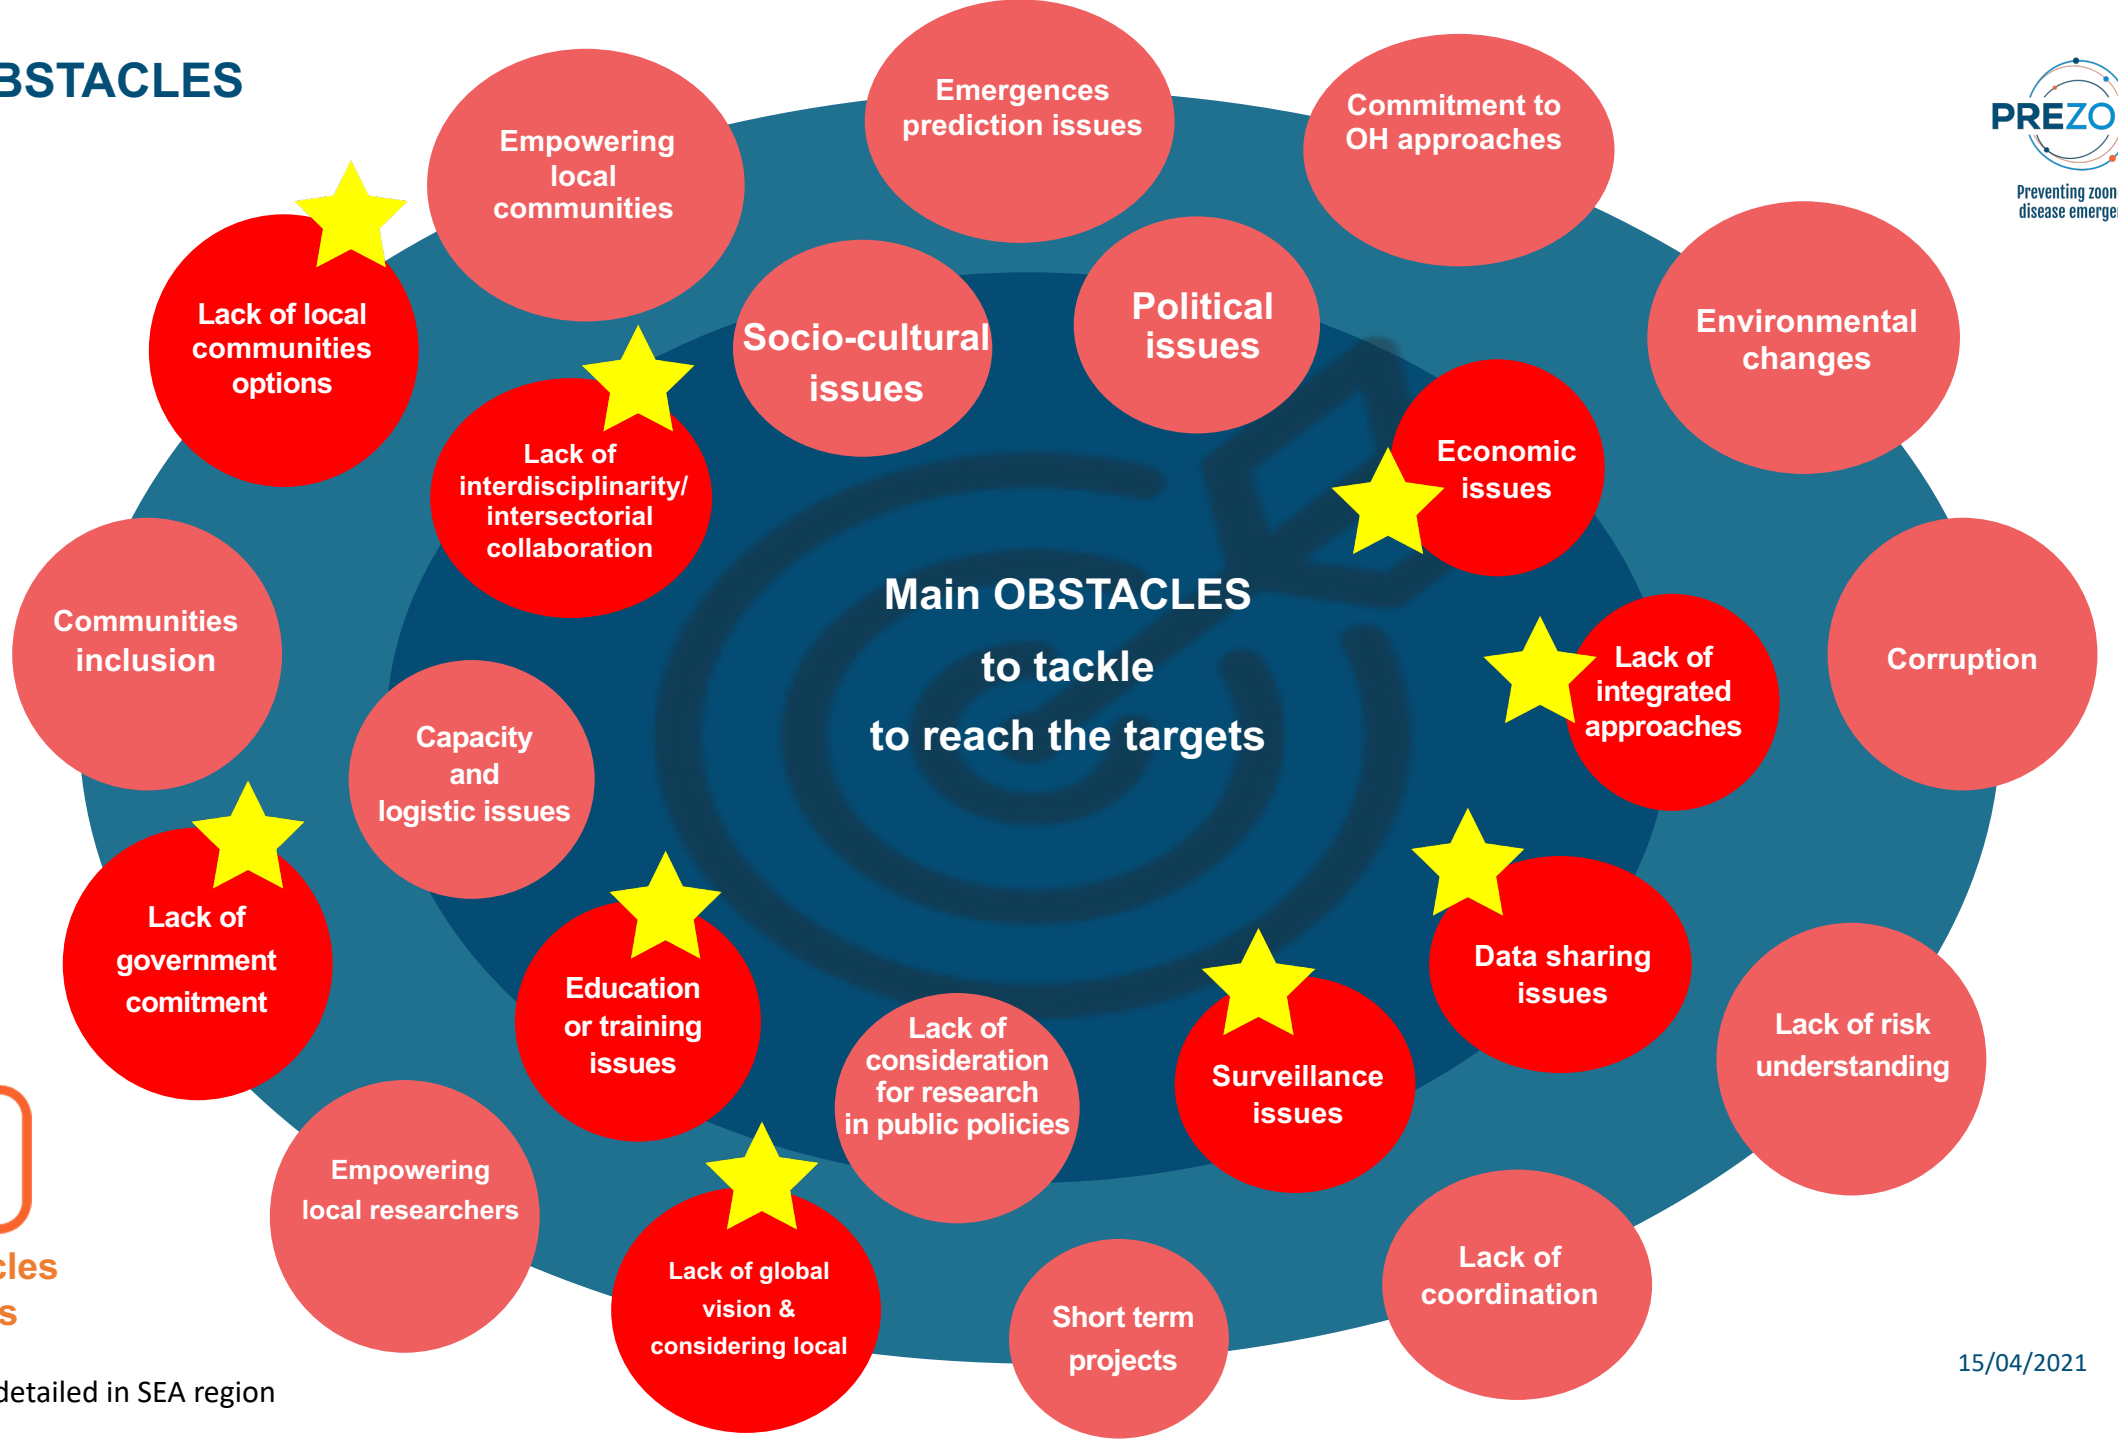 BSTACLES
PREZO
Preventing zoon
disease emerge
Emergences
prediction issues
Commitment to
OH approaches
Empowering
local
communities
Lack of local
communities
options
Socio-cultural
issues
Political
issues
Environmental
changes
Economic
issues
Lack of
interdisciplinarity/
intersectorial
collaboration
Main OBSTACLES
to tackle
to reach the targets
Communities
inclusion
Lack of
integrated
approaches
Corruption
Capacity
and
logistic issues
Lack of
government
comitment
Education
or training
issues
Data sharing
issues
Lack of
consideration
for research
in public policies
Surveillance
issues
Lack of risk
understanding
Empowering
local researchers
Lack of global
vision &
considering local
Short term
projects
Lack of
coordination
cles
s
detailed in SEA region
15/04/2021